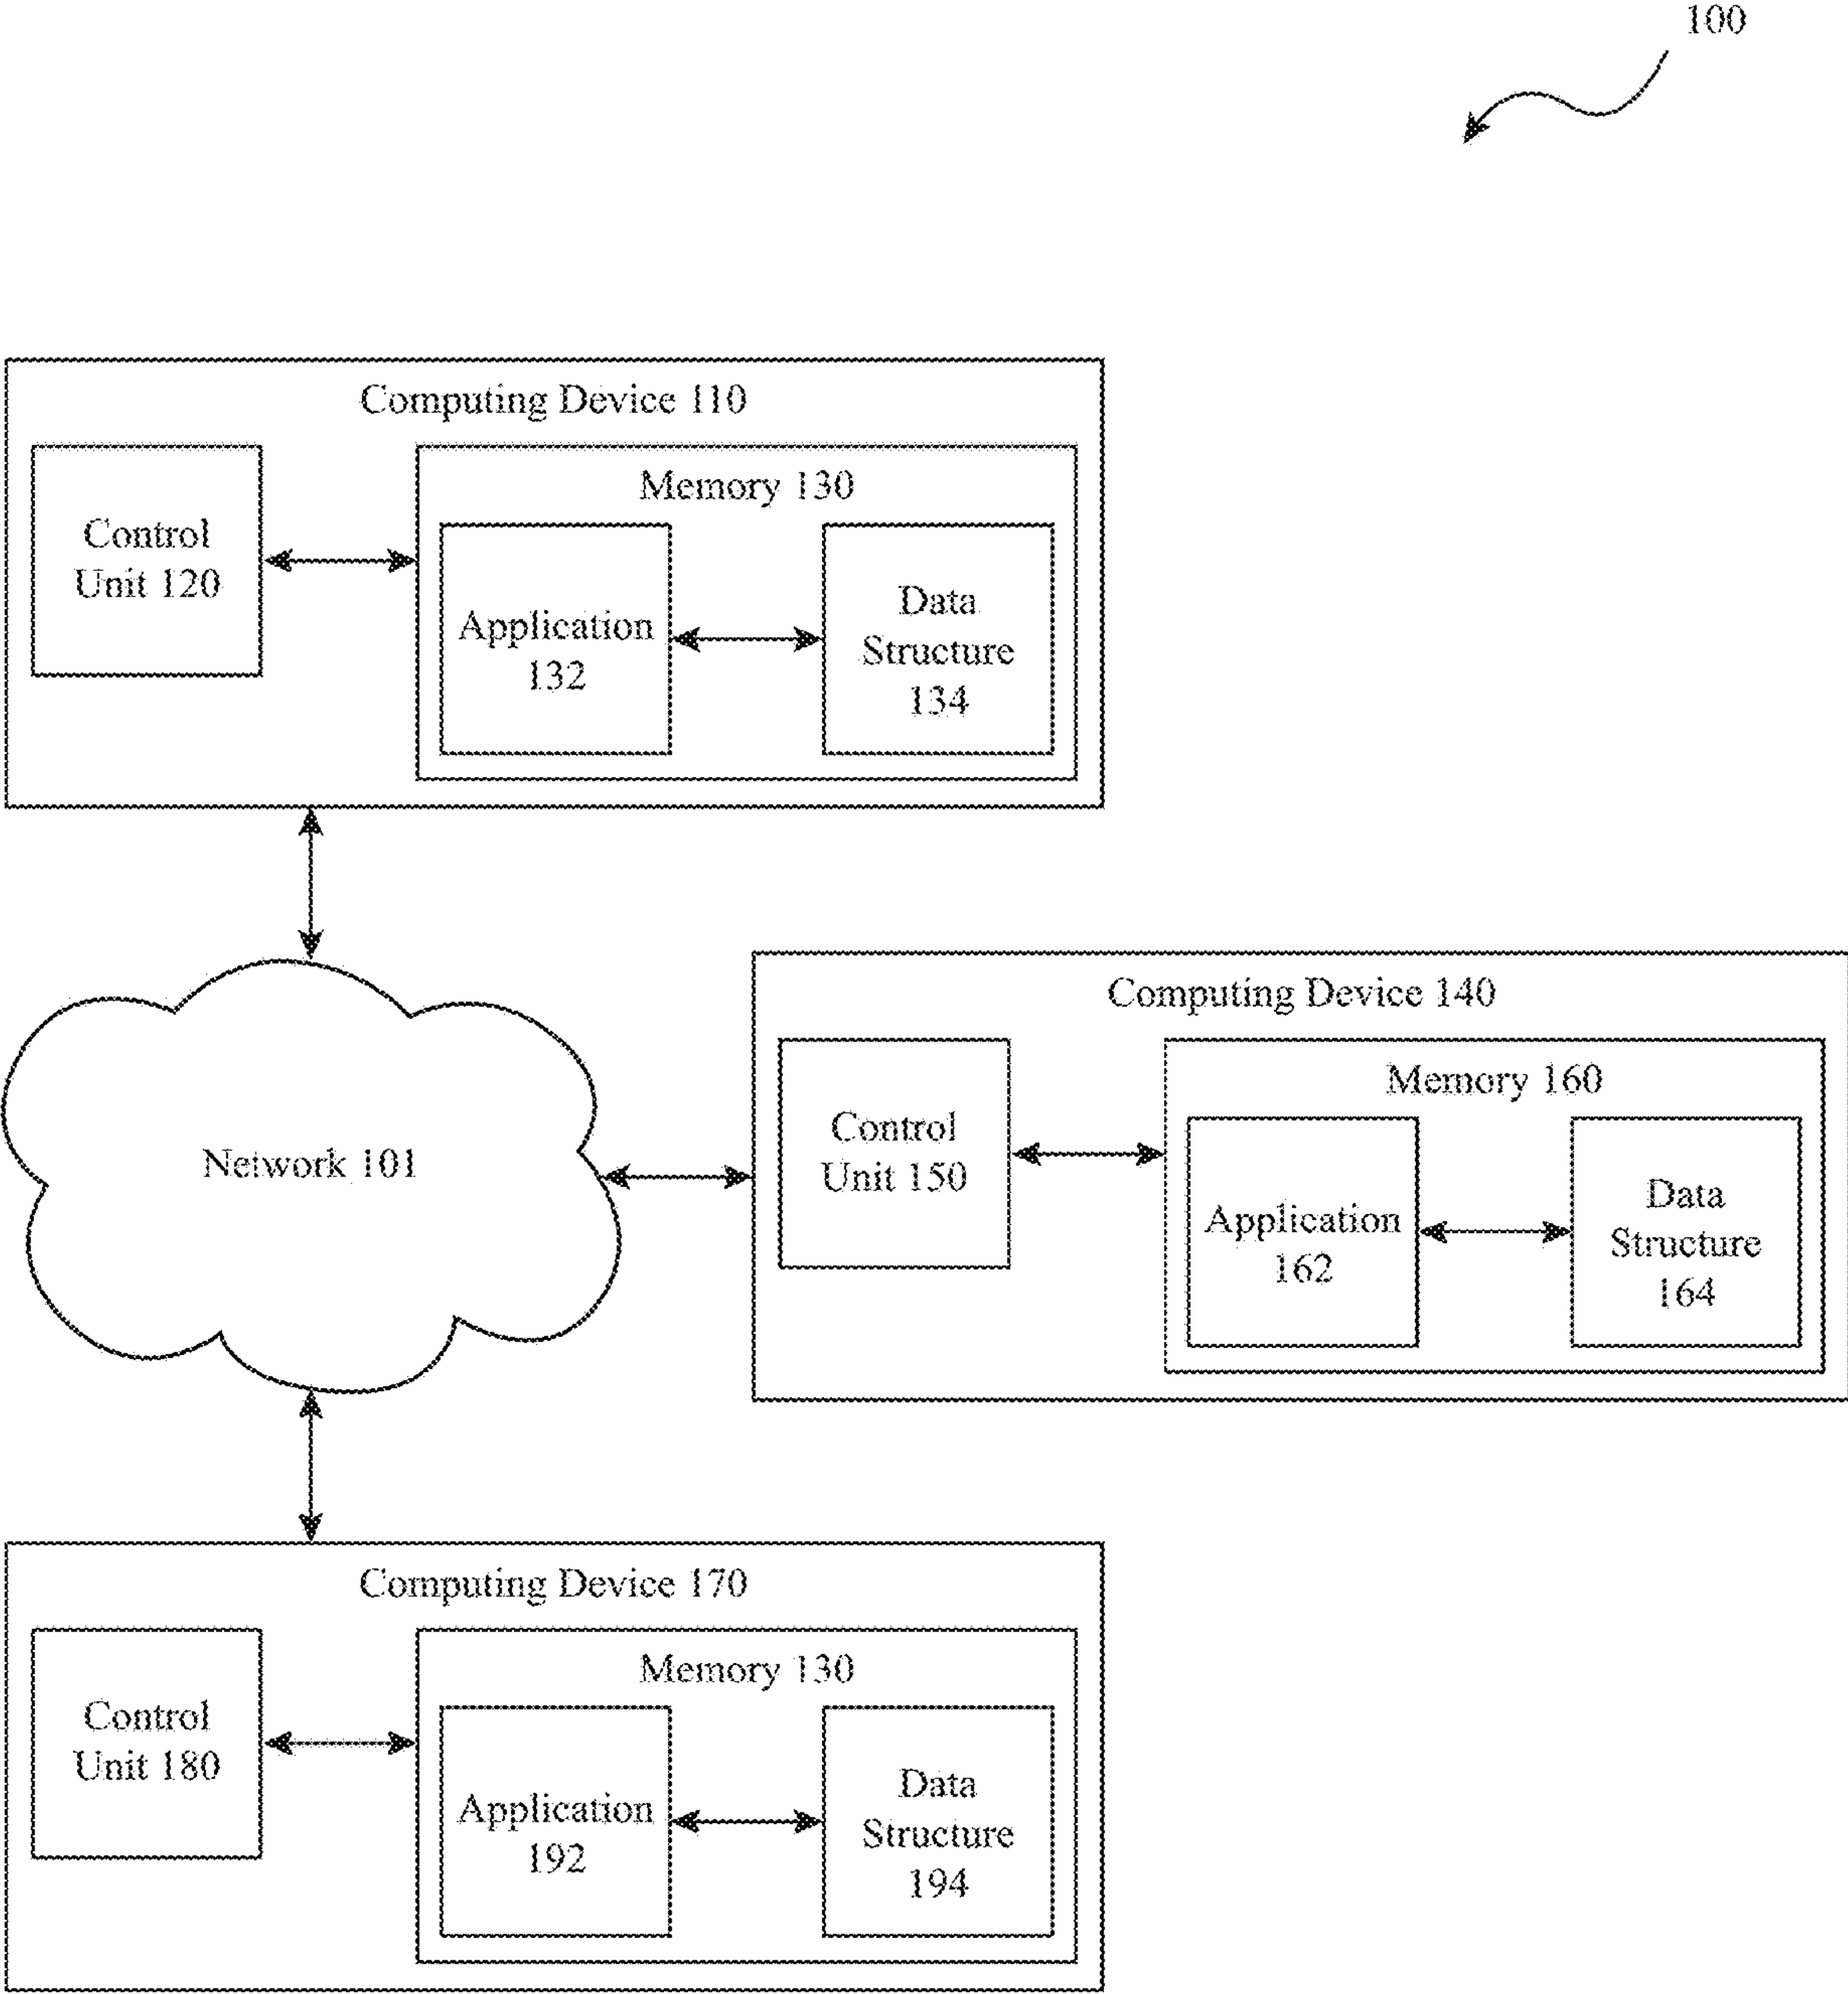 100
Computing Device 110
Control
Unit 120
Memory 130
Application
132
Data
Structure
134
Network 101
Computing Device 140
Control
Unit 150
Memory 160
Application
162
Data
Structure
164
Computing Device 170
Control
Unit 180
Memory 130
Application
192
Data
Structure
194